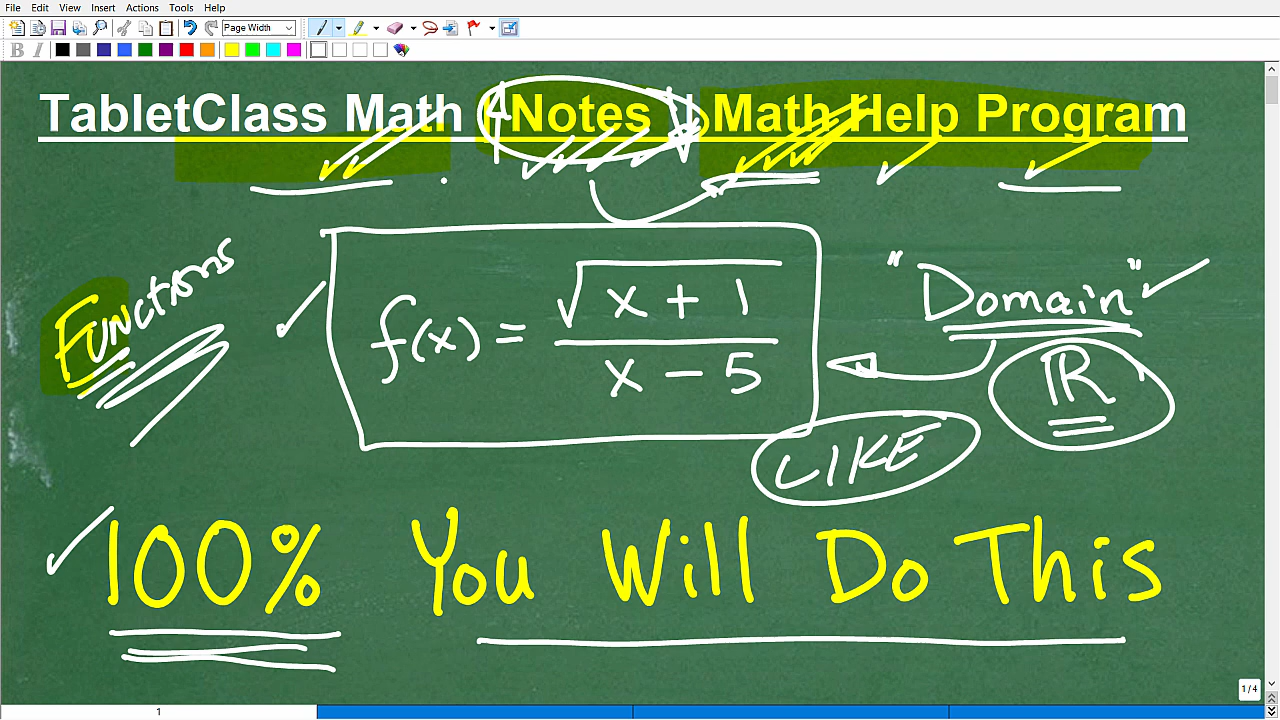 File Edit View Insert Actions Tools Help
Page Width
B I
TabletClass Math | Notes | Math Help Program
Functions
f(x) = √(x + 1) / (x − 5)
"Domain"
ℝ
LIKE
100% You Will Do This
1/4
1